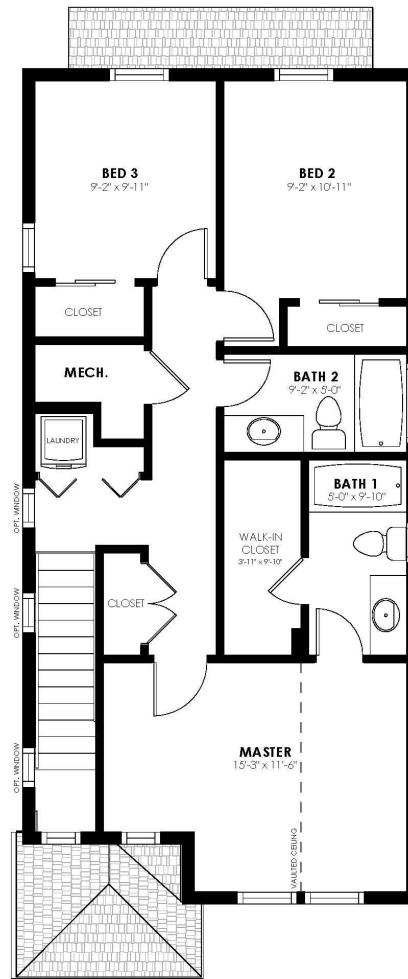 BED 3
9'-2" x 9'-11"
BED 2
9'-2" x 10'-11"
CLOSET
CLOSET
MECH.
BATH 2
9'-2" x 5'-0"
LAUNDRY
BATH 1
5'-0" x 9'-10"
OPT. WINDOW
WALK-IN
CLOSET
3'-11" x 9'-10"
OPT. WINDOW
CLOSET
MASTER
15'-3" x 11'-6"
OPT. WINDOW
VAULTED CEILING